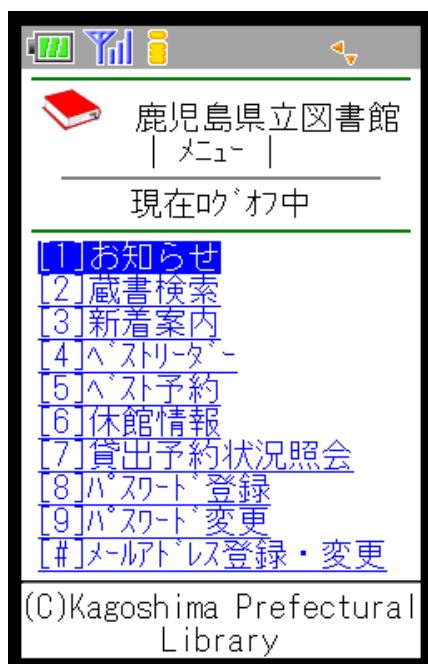 鹿児島県立図書館
| ﾒﾆｭｰ |
現在ﾛｸﾞｵﾌ中
[1]お知らせ
[2]蔵書検索
[3]新着案内
[4]ﾍﾞｽﾄﾘｰﾀﾞｰ
[5]ﾍﾞｽﾄ予約
[6]休館情報
[7]貸出予約状況照会
[8]ﾊﾟｽﾜｰﾄﾞ登録
[9]ﾊﾟｽﾜｰﾄﾞ変更
[#]ﾒｰﾙｱﾄﾞﾚｽ登録・変更
(C)Kagoshima Prefectural
Library